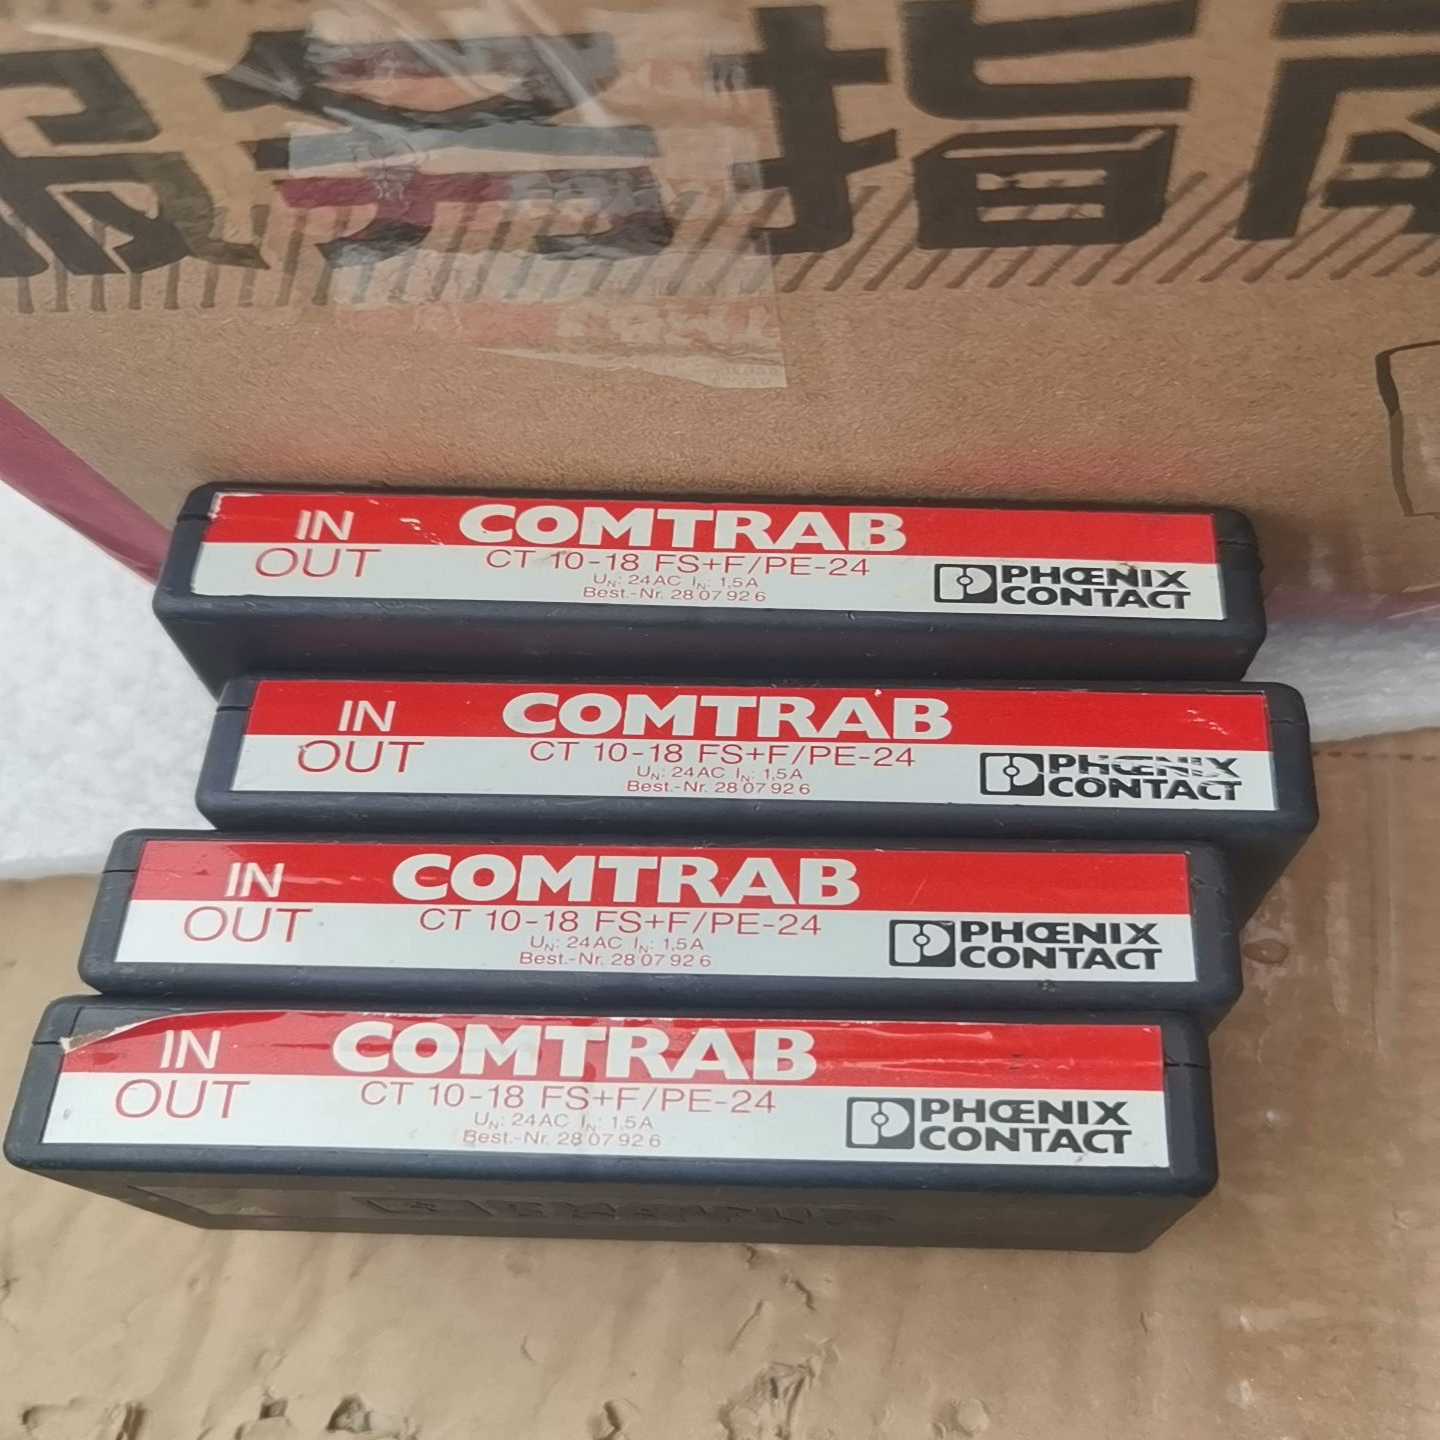 服务指南
IN COMTRAB
OUT CT 10-18 FS+F/PE-24
UN: 24AC IN: 1,5A
Best.-Nr. 28 07 92 6
PHŒNIX
CONTACT
IN COMTRAB
OUT CT 10-18 FS+F/PE-24
UN: 24AC IN: 1,5A
Best.-Nr. 28 07 92 6
PHŒNIX
CONTACT
IN COMTRAB
OUT CT 10-18 FS+F/PE-24
UN: 24AC IN: 1,5A
Best.-Nr. 28 07 92 6
PHŒNIX
CONTACT
IN COMTRAB
OUT CT 10-18 FS+F/PE-24
UN: 24AC IN: 1,5A
Best.-Nr. 28 07 92 6
PHŒNIX
CONTACT